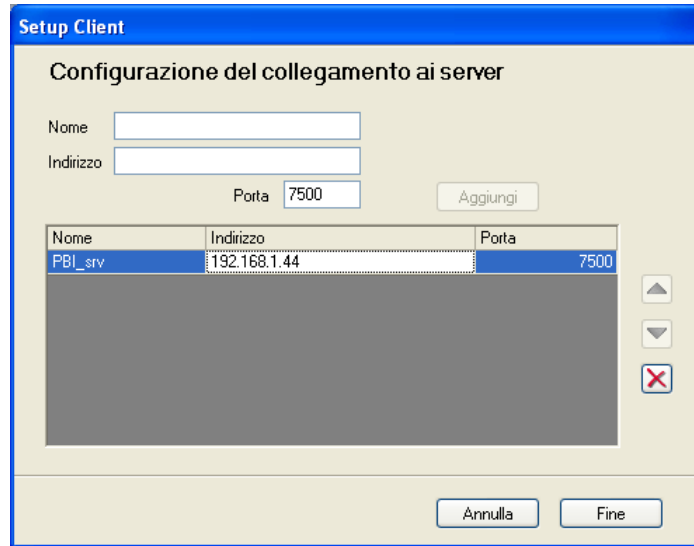 Setup Client
Configurazione del collegamento ai server
Nome
Indirizzo
Porta 7500 Aggiungi
Nome Indirizzo Porta
PBI_srv 192.168.1.44 7500
Annulla Fine